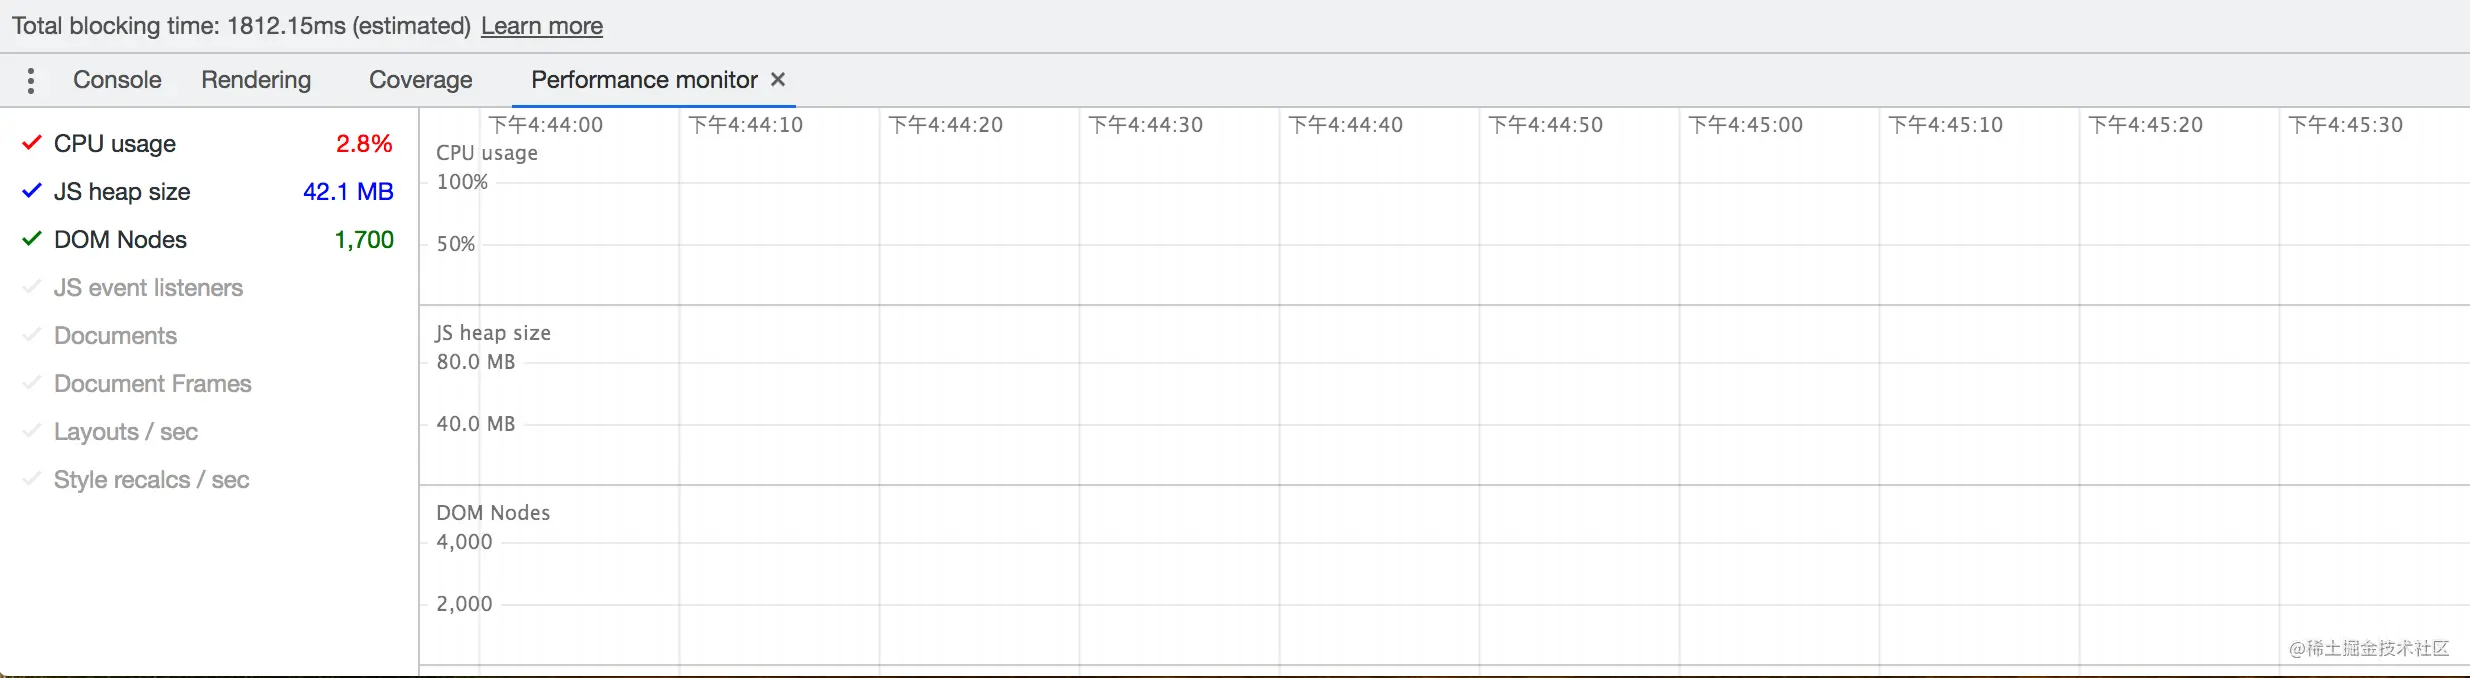 Total blocking time: 1812.15ms (estimated) Learn more
Console Rendering Coverage Performance monitor ×
CPU usage 2.8%
JS heap size 42.1 MB
DOM Nodes 1,700
JS event listeners
Documents
Document Frames
Layouts / sec
Style recalcs / sec
下午4:44:00 下午4:44:10 下午4:44:20 下午4:44:30 下午4:44:40 下午4:44:50 下午4:45:00 下午4:45:10 下午4:45:20 下午4:45:30
CPU usage
100%
50%
JS heap size
80.0 MB
40.0 MB
DOM Nodes
4,000
2,000
@稀土掘金技术社区